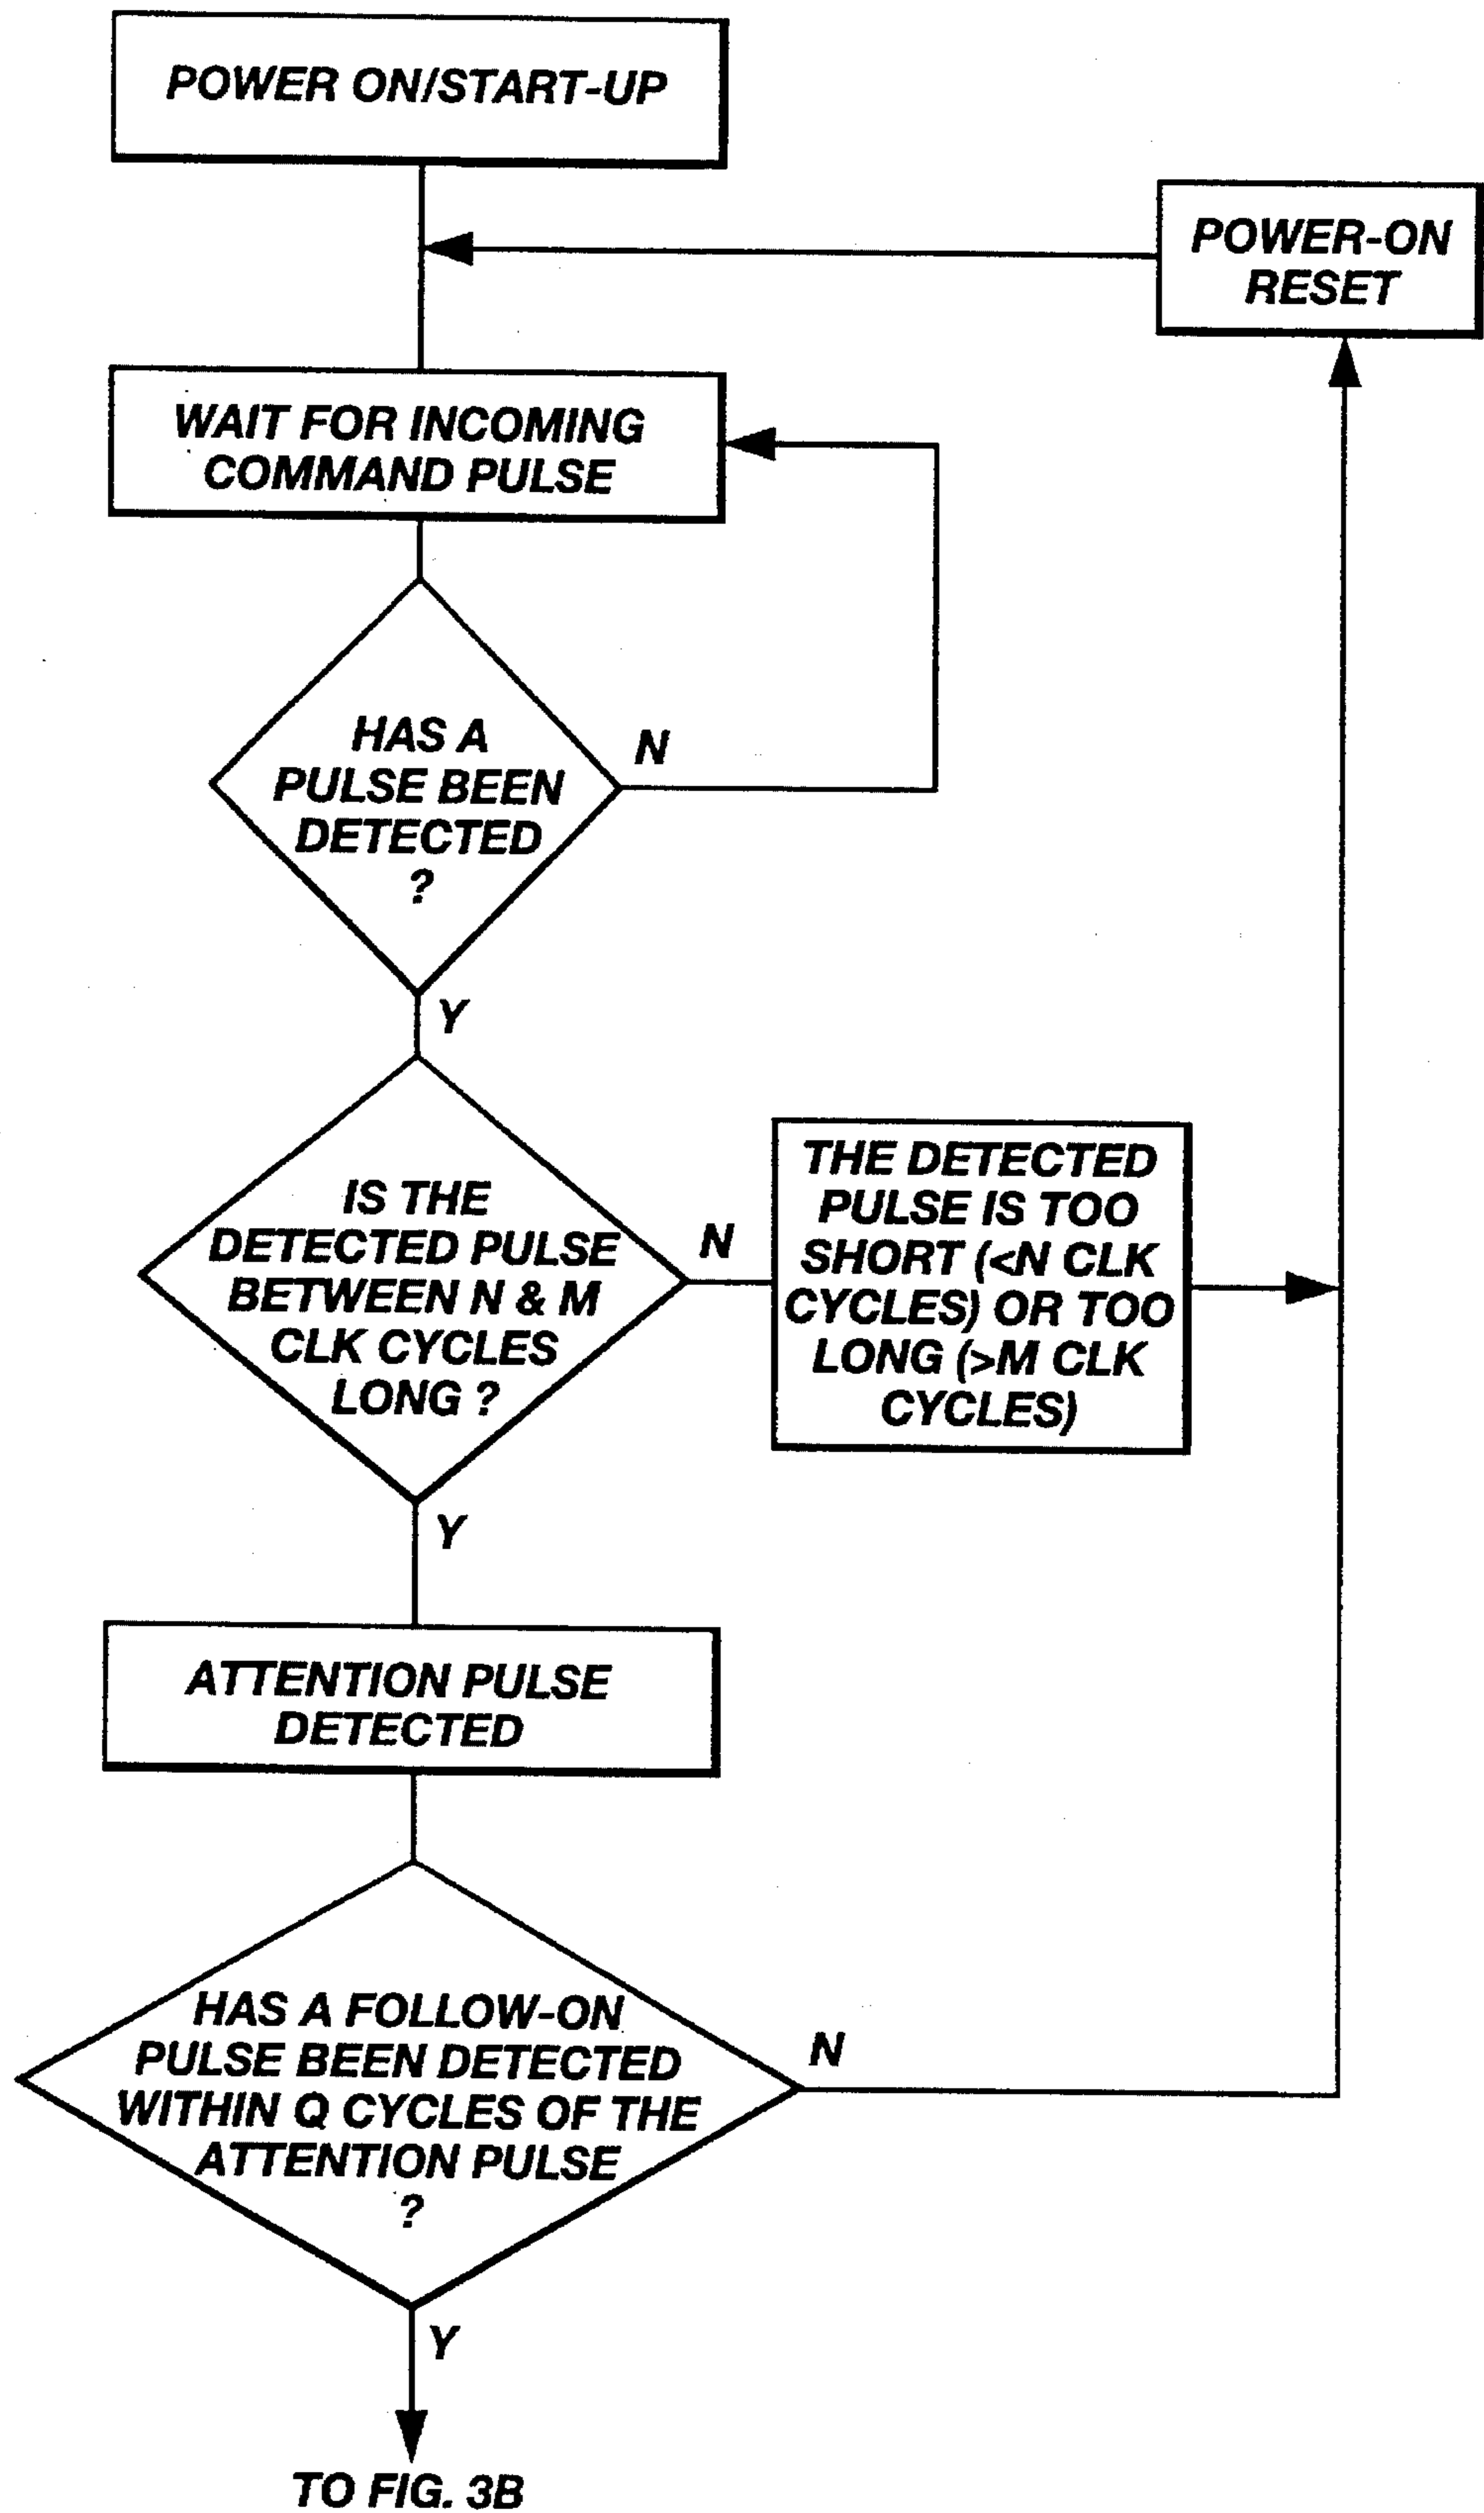 POWER ON/START-UP
POWER-ON
RESET
WAIT FOR INCOMING
COMMAND PULSE
HAS A
PULSE BEEN
DETECTED
?
N
Y
IS THE
DETECTED PULSE
BETWEEN N & M
CLK CYCLES
LONG ?
N
THE DETECTED
PULSE IS TOO
SHORT (<N CLK
CYCLES) OR TOO
LONG (>M CLK
CYCLES)
Y
ATTENTION PULSE
DETECTED
HAS A FOLLOW-ON
PULSE BEEN DETECTED
WITHIN Q CYCLES OF THE
ATTENTION PULSE
?
N
Y
TO FIG. 3B